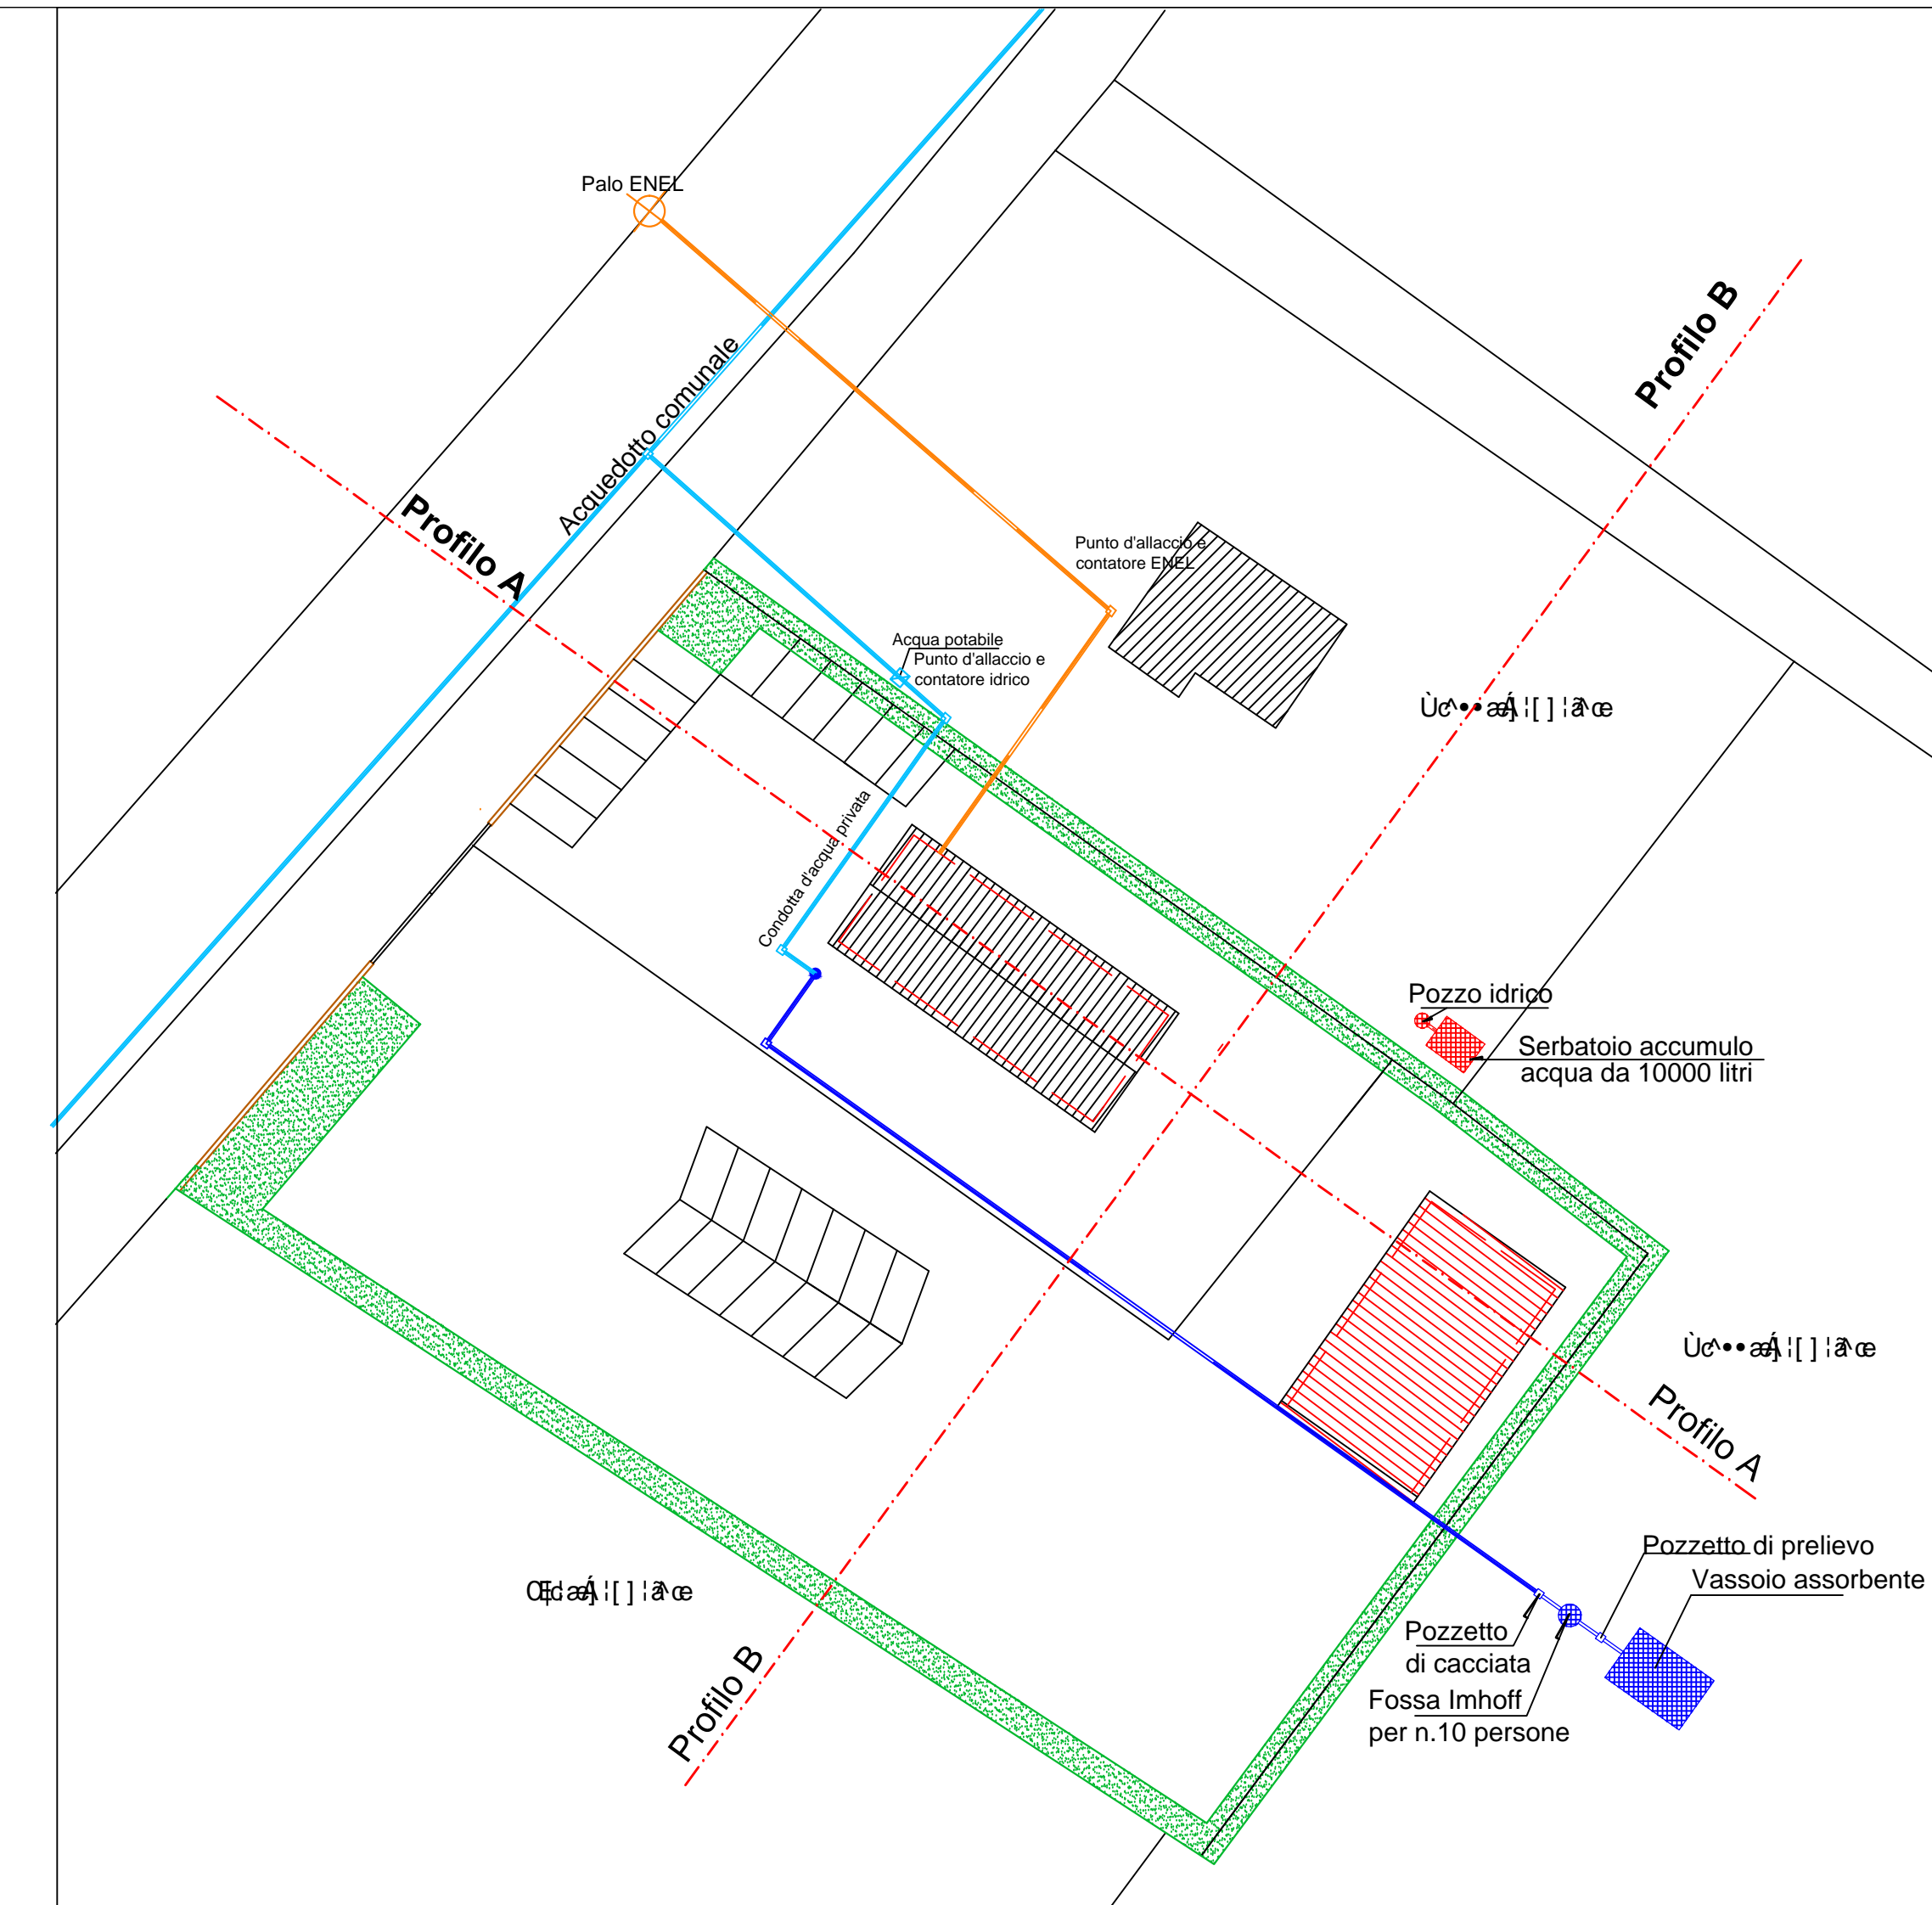 Palo ENEL
Profilo B
Acquedotto comunale
Profilo A
Punto d'allaccio e
contatore ENEL
Acqua potabile
Punto d'allaccio e
contatore idrico
Condotta d'acqua privata
Pozzo idrico
Serbatoio accumulo
acqua da 10000 litri
Profilo A
Pozzetto di prelievo
Vassoio assorbente
Pozzetto
di cacciata
Fossa Imhoff
per n.10 persone
Profilo B